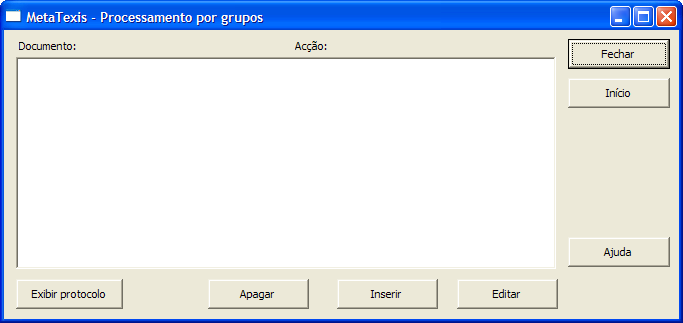 MetaTexis - Processamento por grupos
Documento: Acção:
Fechar
Início
Ajuda
Exibir protocolo Apagar Inserir Editar